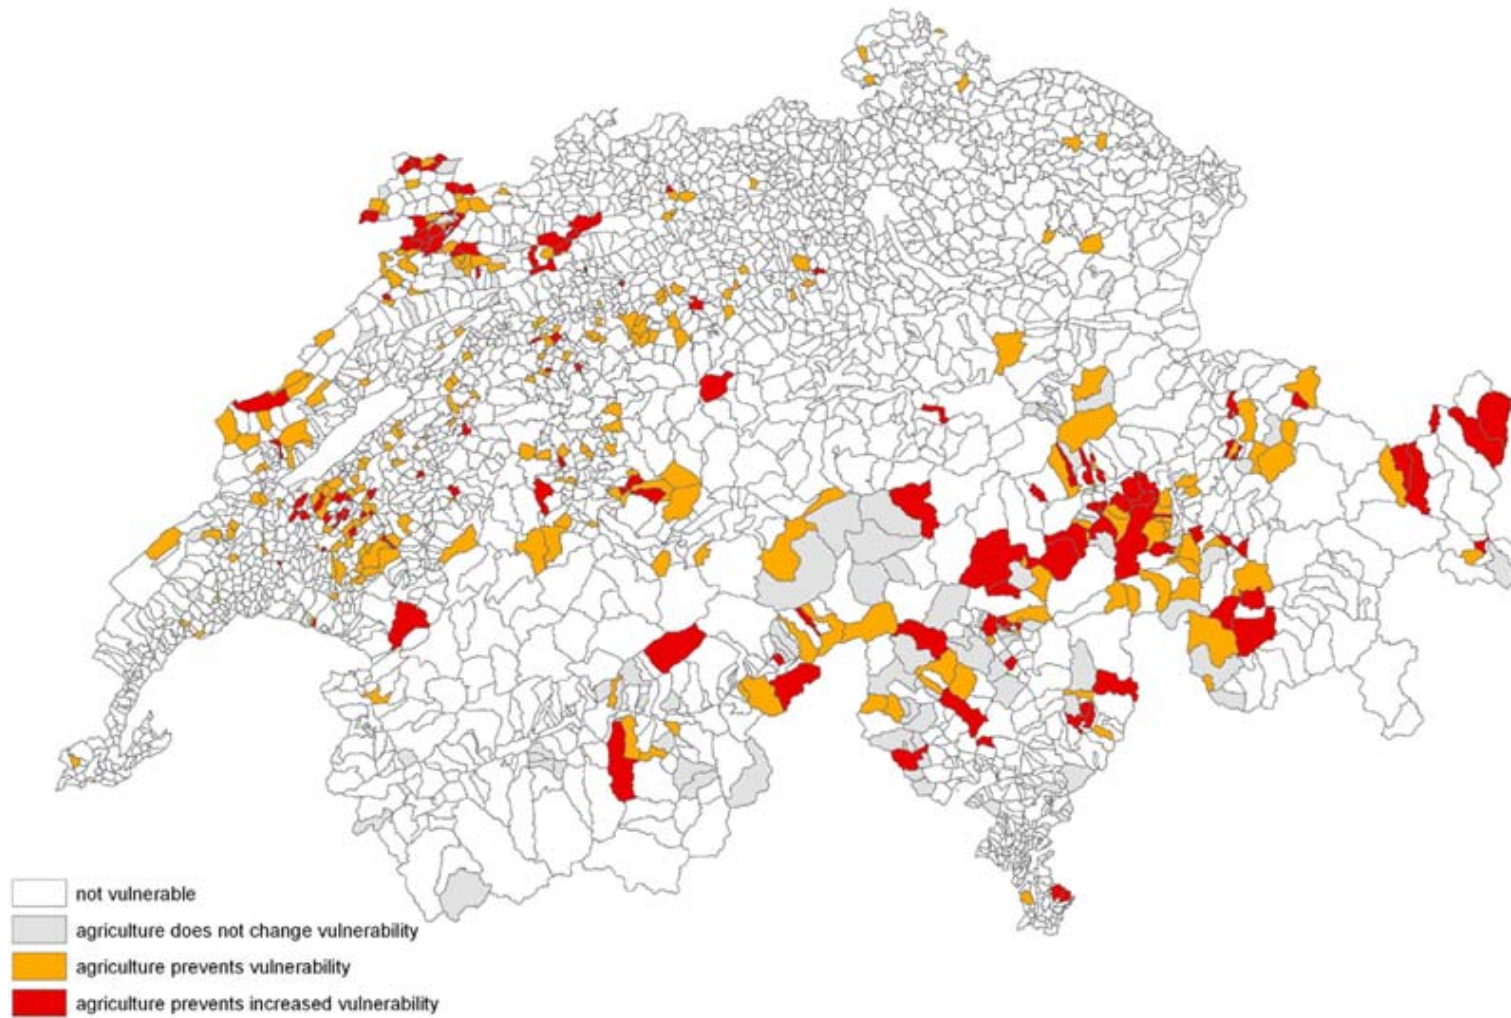 not vulnerable
agriculture does not change vulnerability
agriculture prevents vulnerability
agriculture prevents increased vulnerability